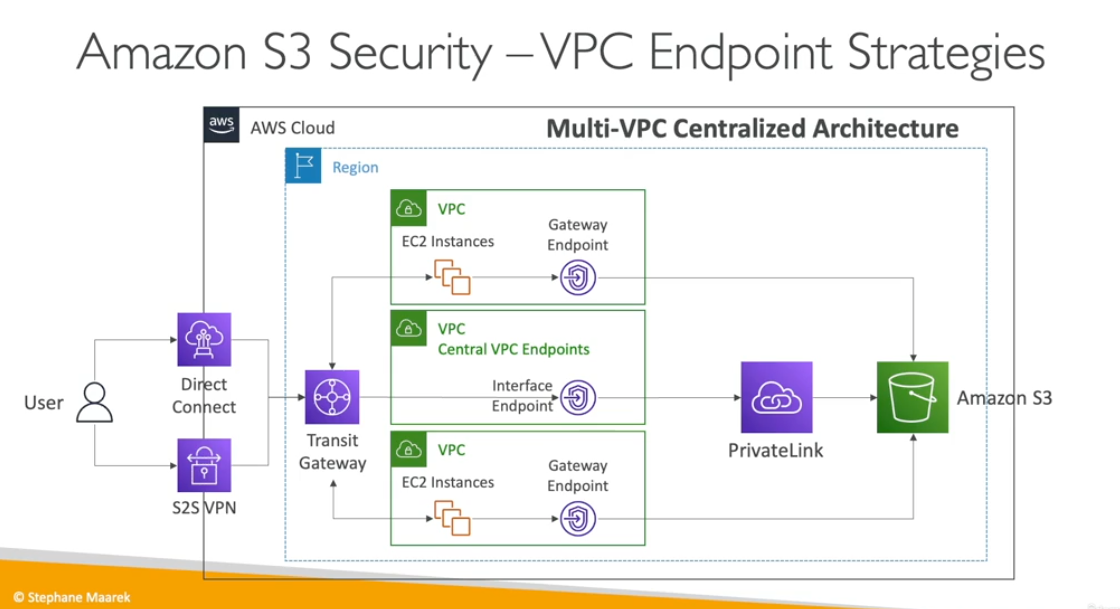 Amazon S3 Security – VPC Endpoint Strategies
aws
AWS Cloud
Multi-VPC Centralized Architecture
Region
VPC
EC2 Instances
Gateway
Endpoint
VPC
Central VPC Endpoints
Interface
Endpoint
User
Direct
Connect
S2S VPN
Transit
Gateway
PrivateLink
Amazon S3
VPC
EC2 Instances
Gateway
Endpoint
© Stephane Maarek